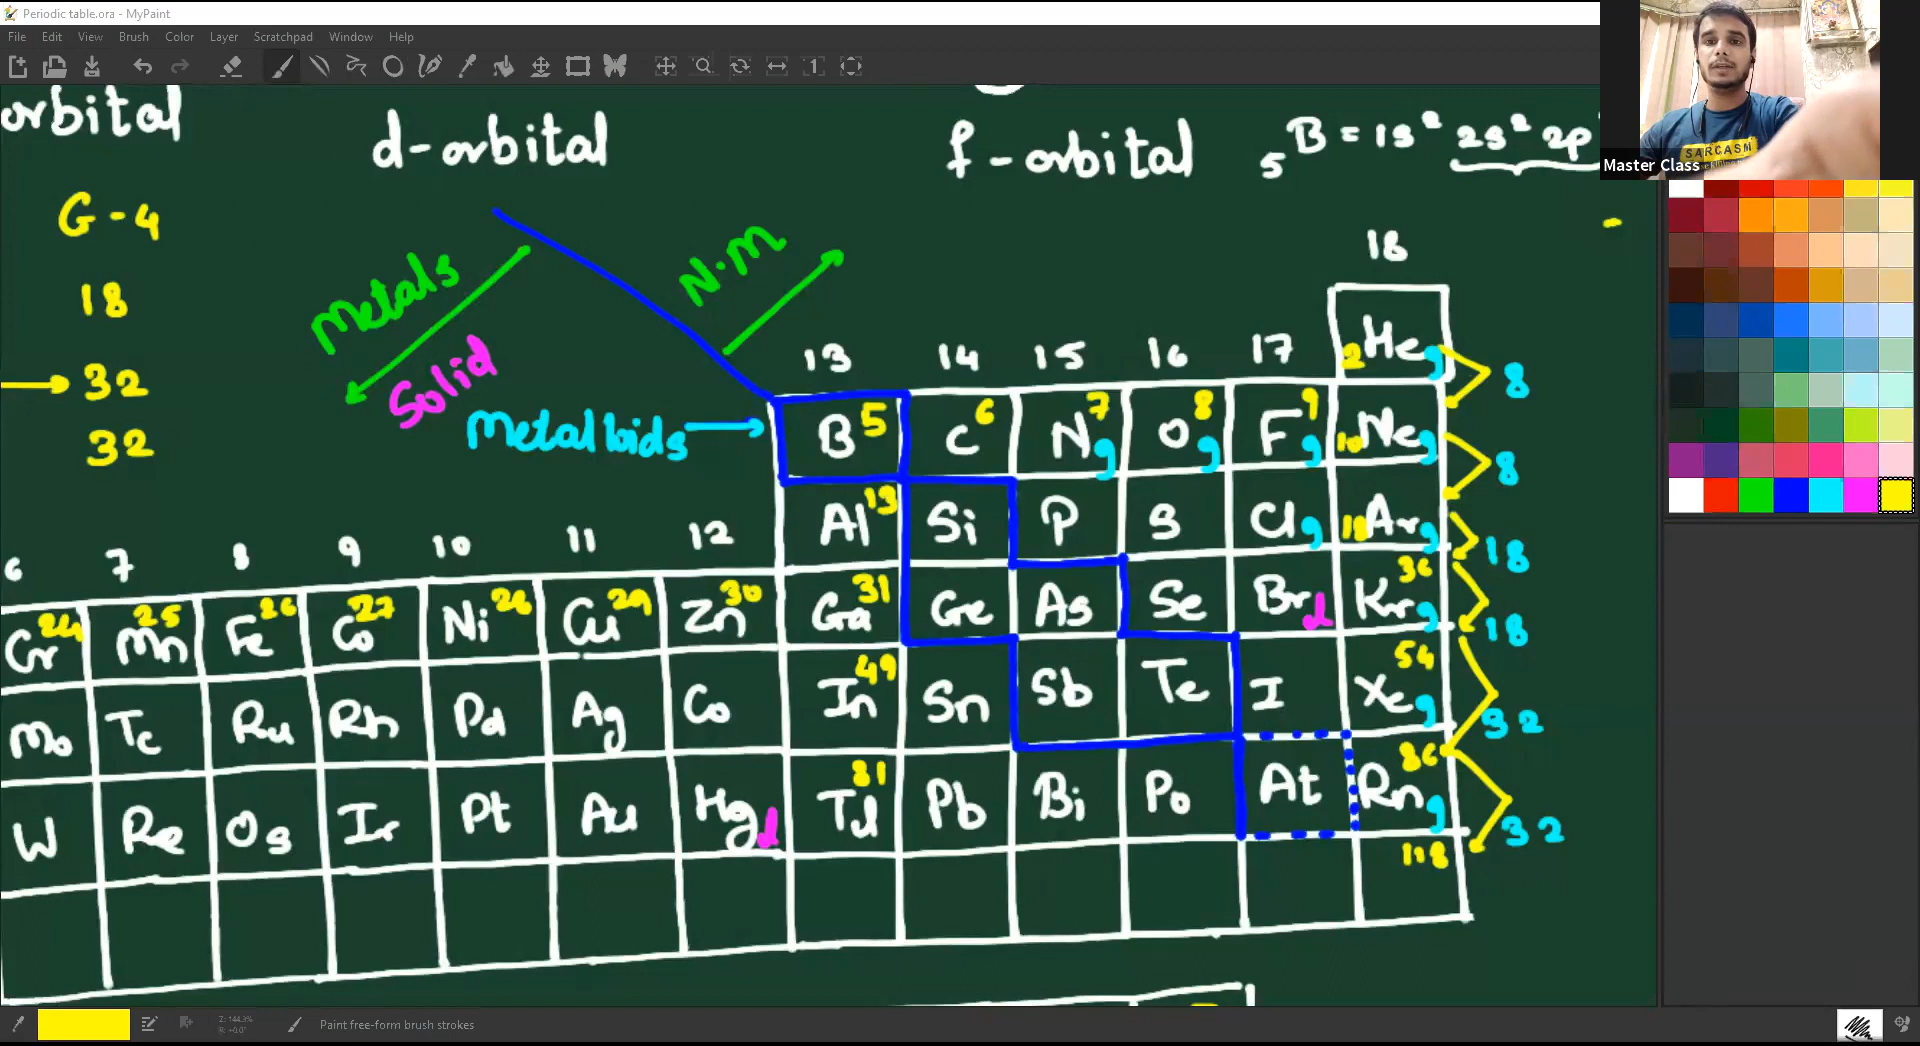 Periodic table.ora - MyPaint
File Edit View Brush Color Layer Scratchpad Window Help
SARCASM
Master Class
orbital d-orbital f-orbital 5B = 1s² 2s² 2p
G-4
18
32
32
Metals
Solid
N.M
Metalloids
18
He 2 g
13 14 15 16 17
B 5 C 6 N 7 g O 8 g F 9 g Ne 10 g
Al 13 Si P S Cl g Ar 18 g
6 7 8 9 10 11 12
Cr 24 Mn 25 Fe 26 Co 27 Ni 28 Cu 29 Zn 30 Ga 31 Ge As Se Br l Kr 36 g
Mo Tc Ru Rh Pd Ag Co In 49 Sn Sb Te I Xe 54 g
W Re Os Ir Pt Au Hg l Tl 81 Pb Bi Po At Rn 86 g
118
8
8
18
18
32
32
Z: 144.3%
R: +0.0°
Paint free-form brush strokes